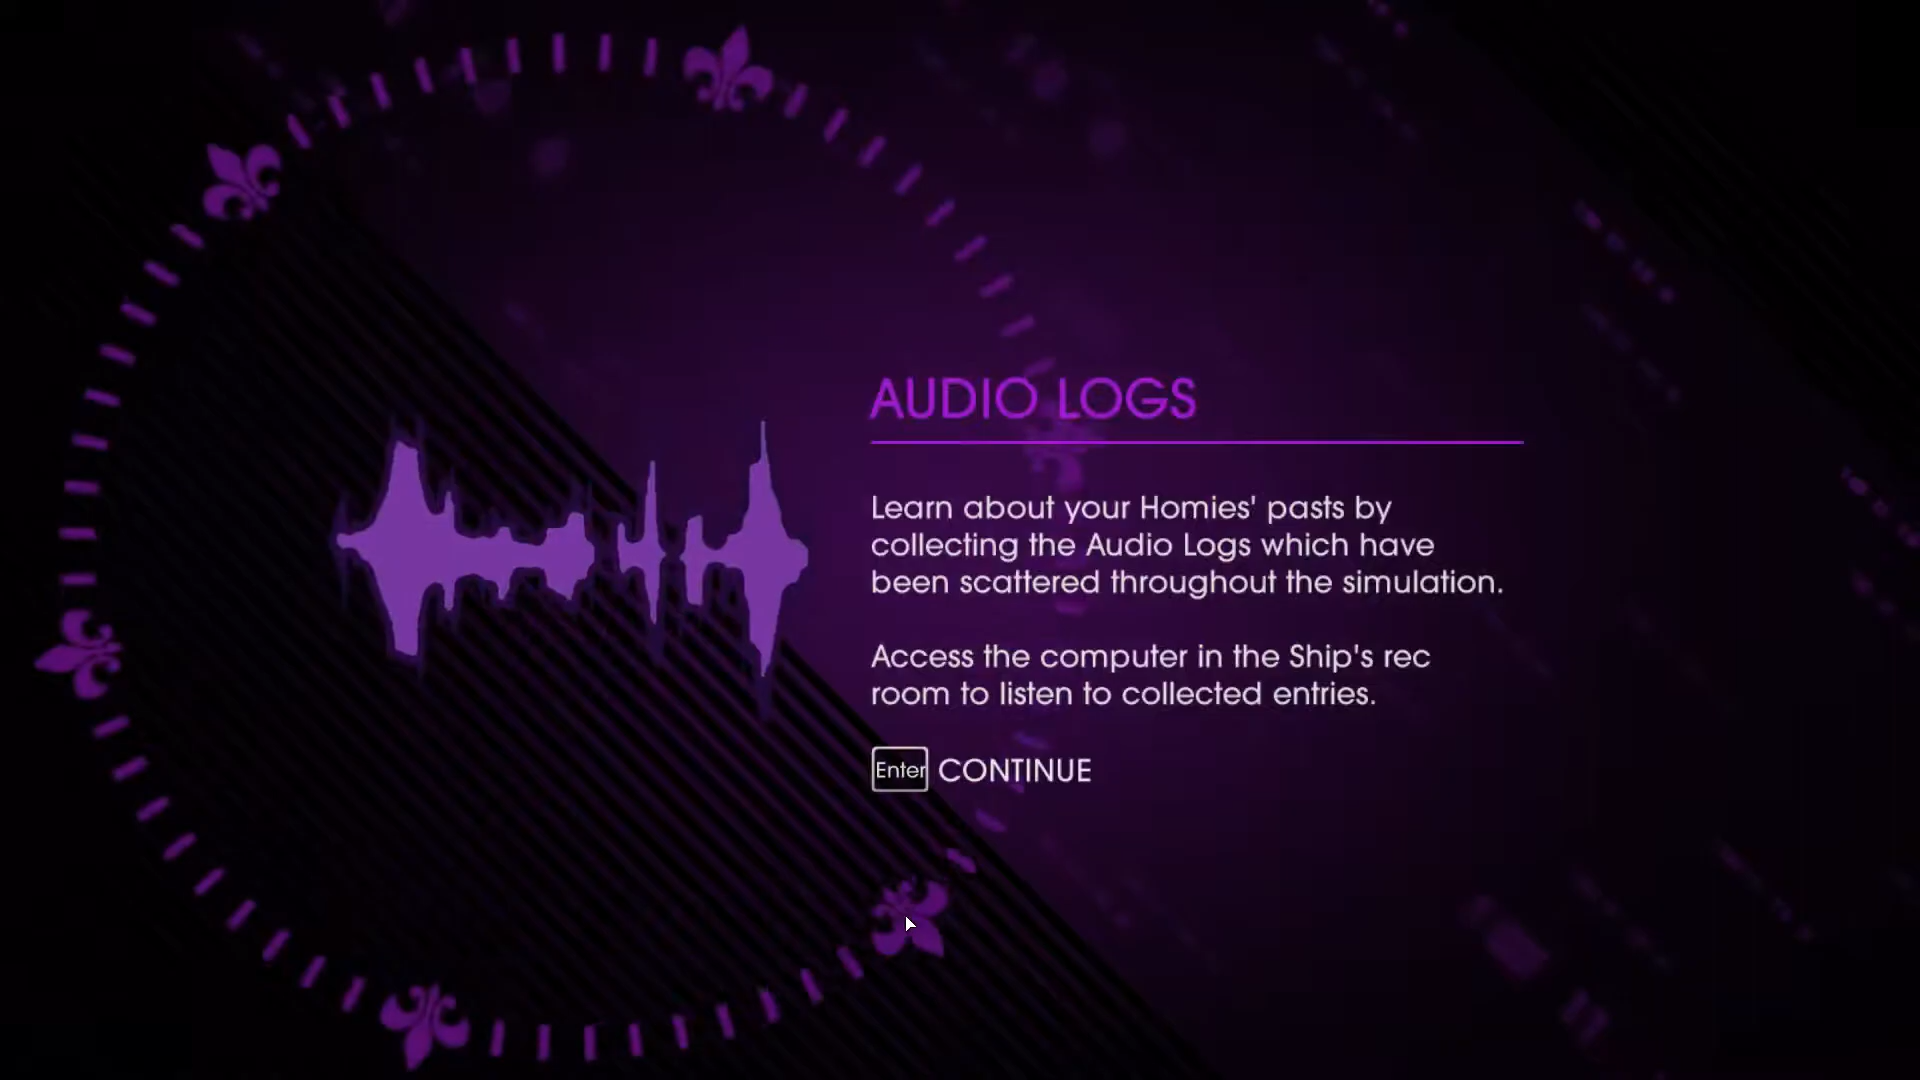 AUDIO LOGS
Learn about your Homies' pasts by
collecting the Audio Logs which have
been scattered throughout the simulation.
Access the computer in the Ship's rec
room to listen to collected entries.
Enter CONTINUE